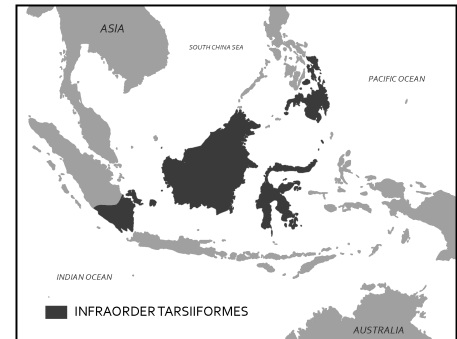 ASIA
SOUTH CHINA SEA
PACIFIC OCEAN
INDIAN OCEAN
INFRAORDER TARSIIFORMES
AUSTRALIA